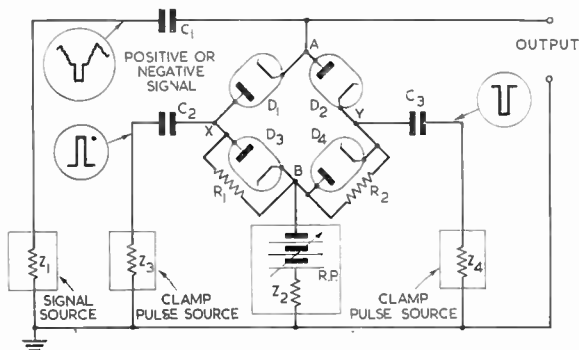 C1
POSITIVE OR
NEGATIVE
SIGNAL
A
OUTPUT
C2
D1
D2
C3
X
Y
D3
D4
B
R1
R2
R.P.
Z1
Z3
Z2
Z4
SIGNAL
SOURCE
CLAMP
PULSE SOURCE
CLAMP
PULSE SOURCE